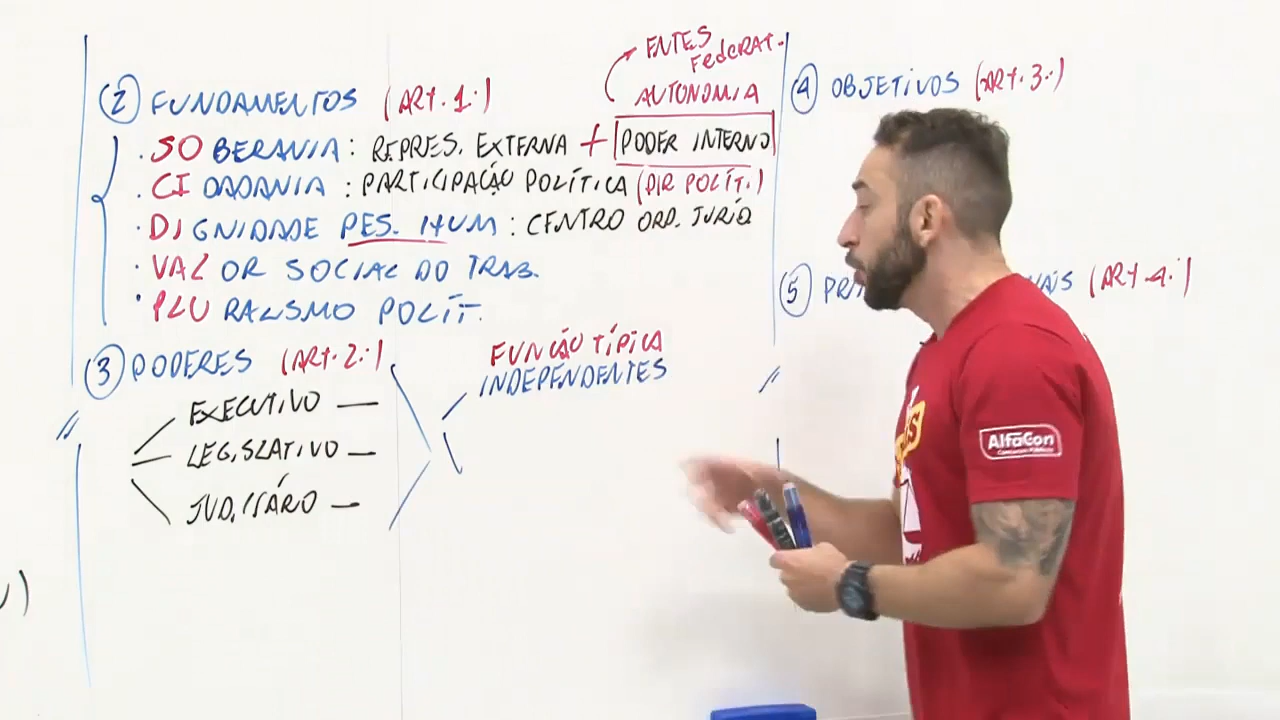 ENTES
FEDERAT.
② FUNDAMENTOS (ART. 1.º)
AUTONOMIA
· SOBERANIA : REPRES. EXTERNA + PODER INTERNO
· CIDADANIA : PARTICIPAÇÃO POLÍTICA (DIR POLÍT.)
· DIGNIDADE PES. HUM : CENTRO ORD. JURÍD
· VALOR SOCIAL DO TRAB.
· PLURALISMO POLÍT.
③ PODERES (ART. 2.º)
EXECUTIVO —
LEGISLATIVO —
JUDICIÁRIO —
FUNÇÃO TÍPICA
INDEPENDENTES
④ OBJETIVOS (ART. 3.º)
⑤ (ART. 4.º)
AlfaCon